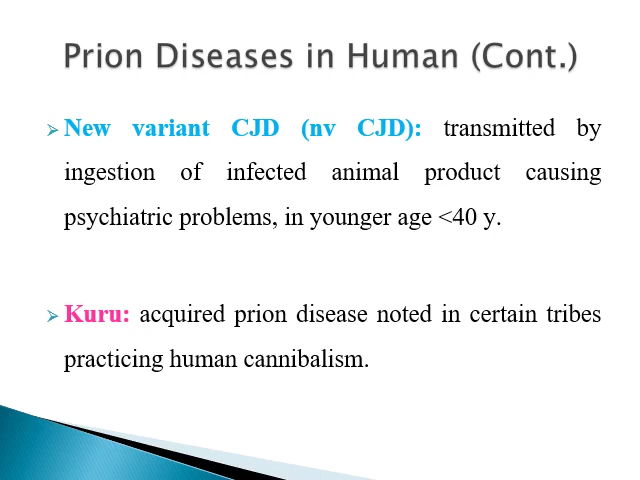 Prion Diseases in Human (Cont.)
➢ New variant CJD (nv CJD): transmitted by
ingestion of infected animal product causing
psychiatric problems, in younger age <40 y.
➢ Kuru: acquired prion disease noted in certain tribes
practicing human cannibalism.